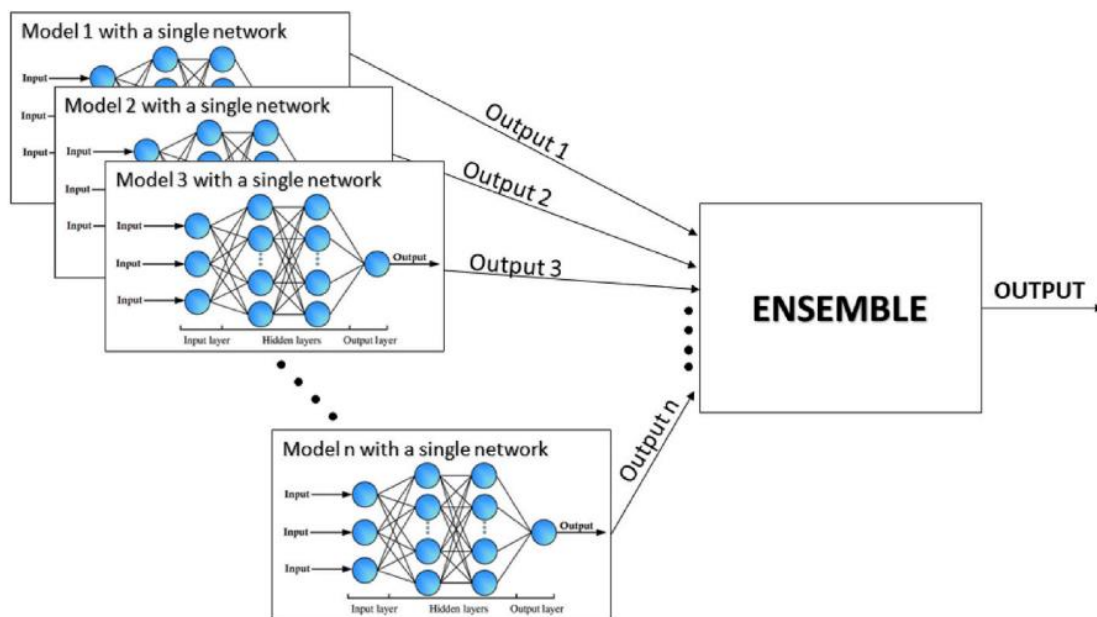 Model 1 with a single network
Input
Input
Input
Model 2 with a single network
Input
Input
Input
Model 3 with a single network
Input
Input
Input
Output
Input layer Hidden layers Output layer
Model n with a single network
Input
Input
Input
Output
Input layer Hidden layers Output layer
Output 1
Output 2
Output 3
Output n
ENSEMBLE
OUTPUT